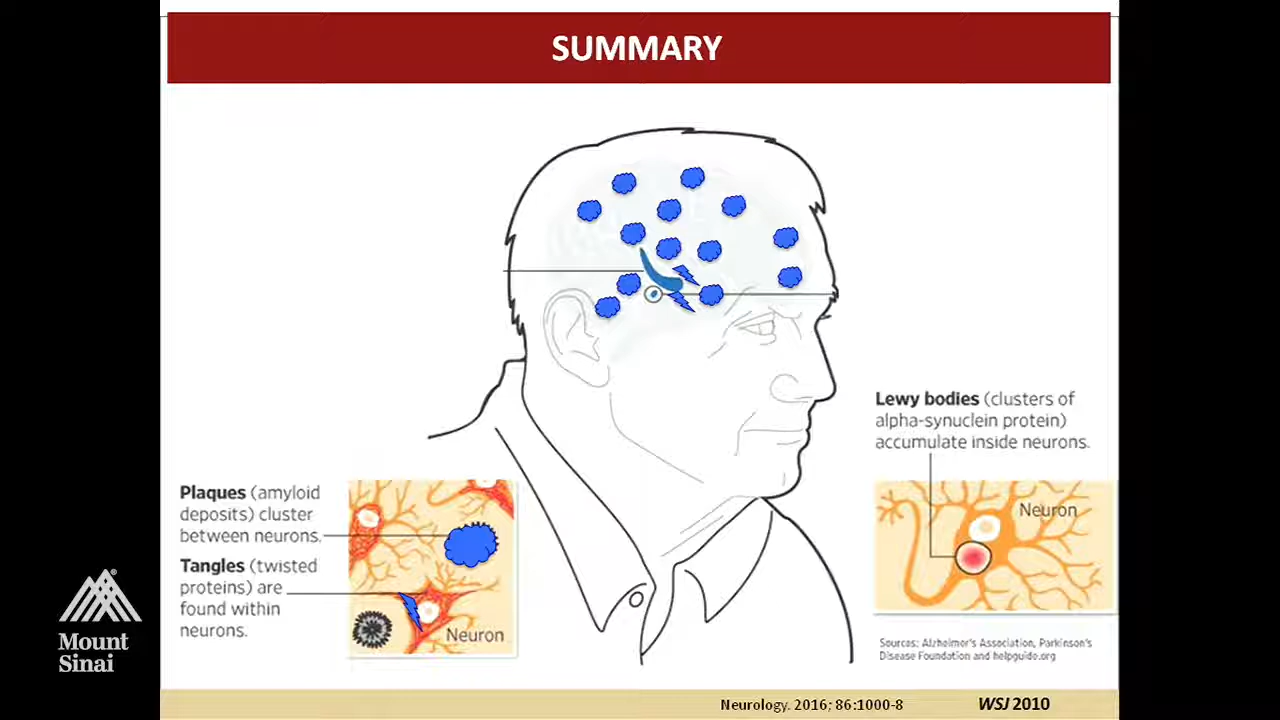 SUMMARY
Lewy bodies (clusters of
alpha-synuclein protein)
accumulate inside neurons.
Plaques (amyloid
deposits) cluster
between neurons.
Tangles (twisted
proteins) are
found within
neurons.
Neuron
Neuron
Sources: Alzheimer's Association, Parkinson's
Disease Foundation and helpguide.org
Mount
Sinai
Neurology. 2016; 86:1000-8
WSJ 2010